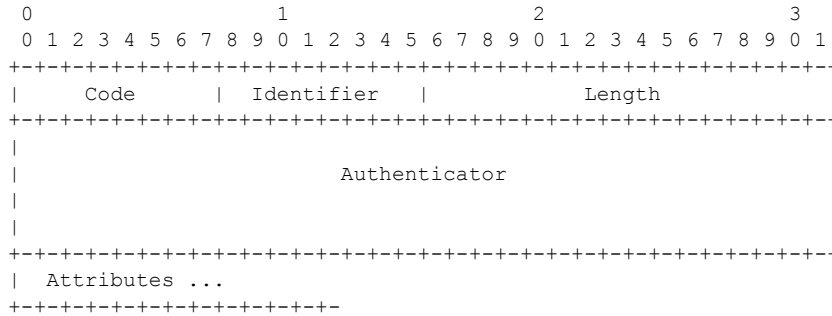 0                   1                   2                   3
 0 1 2 3 4 5 6 7 8 9 0 1 2 3 4 5 6 7 8 9 0 1 2 3 4 5 6 7 8 9 0 1
+-+-+-+-+-+-+-+-+-+-+-+-+-+-+-+-+-+-+-+-+-+-+-+-+-+-+-+-+-+-+-+-
|     Code      |  Identifier   |            Length
+-+-+-+-+-+-+-+-+-+-+-+-+-+-+-+-+-+-+-+-+-+-+-+-+-+-+-+-+-+-+-+-
|
|                         Authenticator
|
|
+-+-+-+-+-+-+-+-+-+-+-+-+-+-+-+-+-+-+-+-+-+-+-+-+-+-+-+-+-+-+-+-
|  Attributes ...
+-+-+-+-+-+-+-+-+-+-+-+-+-